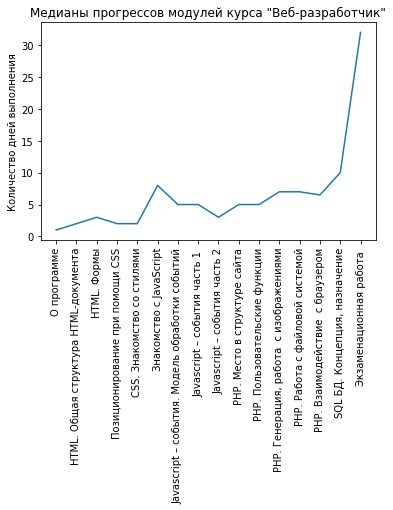 Медианы прогрессов модулей курса "Веб-разработчик"
Количество дней выполнения
30
25
20
15
10
5
0
О программе
HTML. Общая структура HTML-документа
HTML. Формы
Позиционирование при помощи CSS
CSS. Знакомство со стилями
Знакомство с JavaScript
Javascript – события. Модель обработки событий
Javascript – события часть 1
Javascript – события часть 2
PHP. Место в структуре сайта
PHP. Пользовательские функции
PHP. Генерация, работа с изображениями
PHP. Работа с файловой системой
PHP. Взаимодействие с браузером
SQL БД. Концепция, назначение
Экзаменационная работа